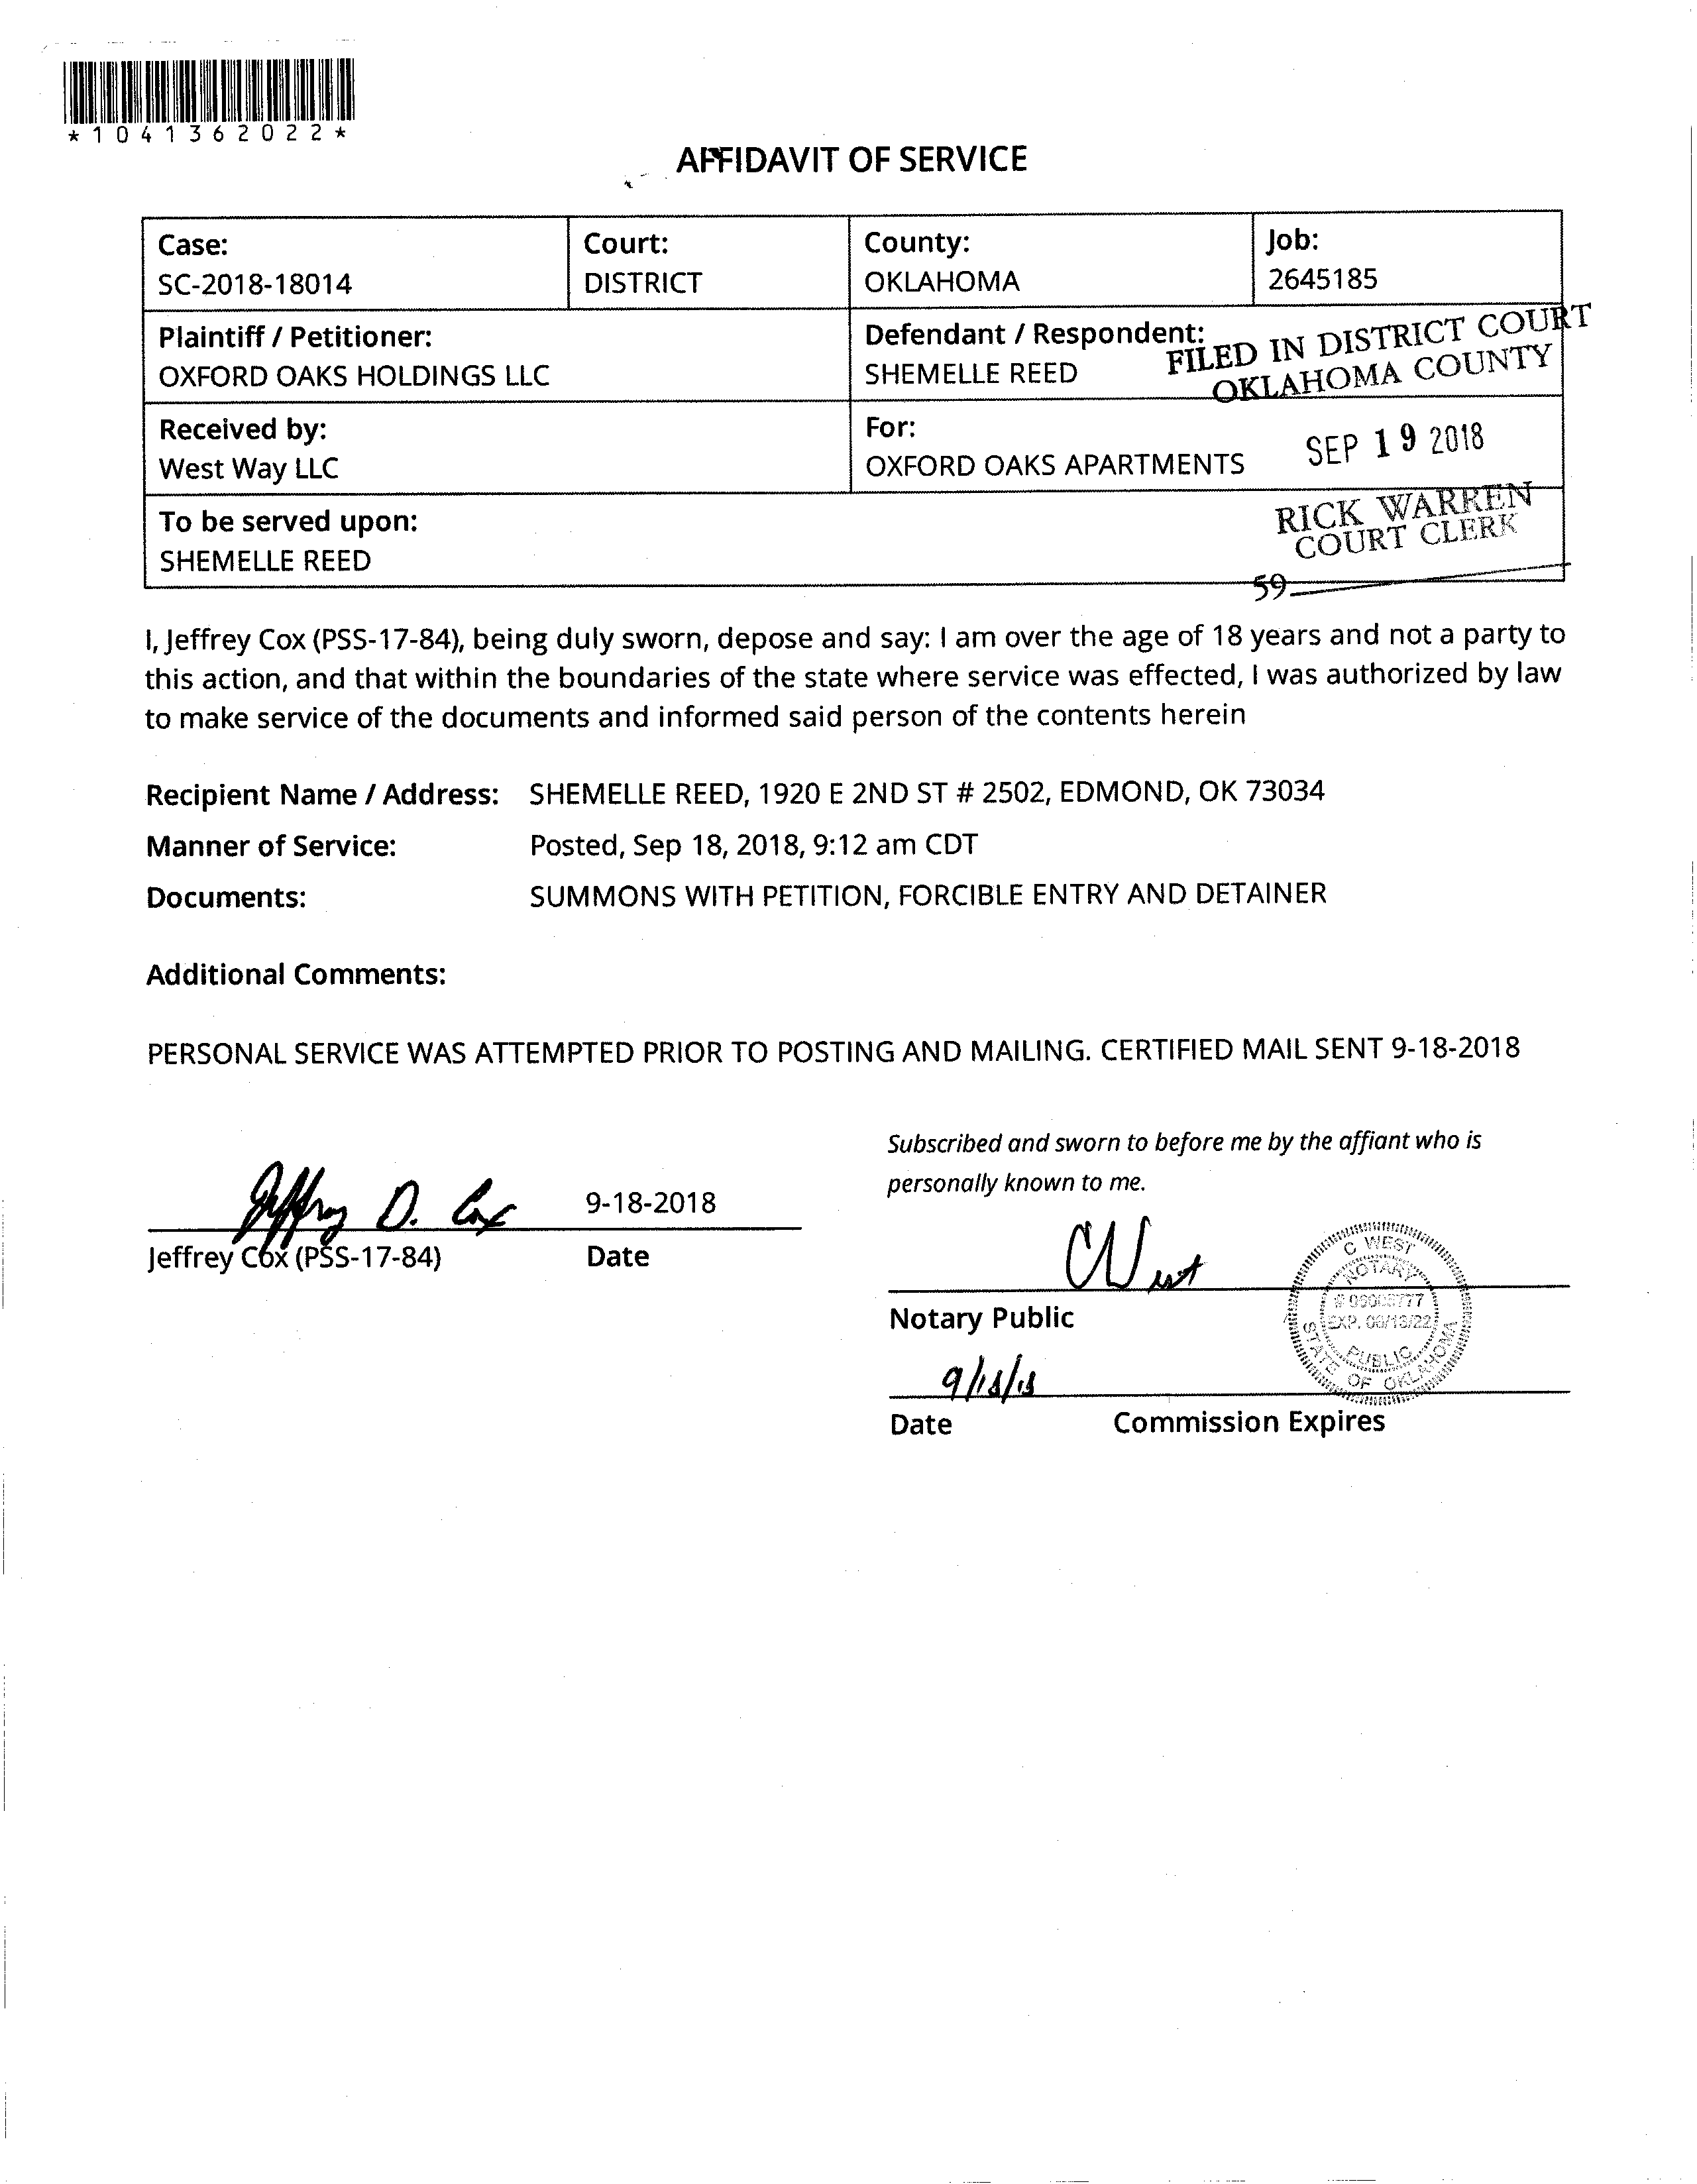 *1041362022*
AFFIDAVIT OF SERVICE
Case:
SC-2018-18014
Court:
DISTRICT
County:
OKLAHOMA
Job:
2645185
Plaintiff / Petitioner:
OXFORD OAKS HOLDINGS LLC
Defendant / Respondent:
SHEMELLE REED
FILED IN DISTRICT COURT
OKLAHOMA COUNTY
Received by:
West Way LLC
For:
OXFORD OAKS APARTMENTS
SEP 19 2018
To be served upon:
SHEMELLE REED
RICK WARREN
COURT CLERK
59
I, Jeffrey Cox (PSS-17-84), being duly sworn, depose and say: I am over the age of 18 years and not a party to
this action, and that within the boundaries of the state where service was effected, I was authorized by law
to make service of the documents and informed said person of the contents herein
Recipient Name / Address: SHEMELLE REED, 1920 E 2ND ST # 2502, EDMOND, OK 73034
Manner of Service: Posted, Sep 18, 2018, 9:12 am CDT
Documents: SUMMONS WITH PETITION, FORCIBLE ENTRY AND DETAINER
Additional Comments:
PERSONAL SERVICE WAS ATTEMPTED PRIOR TO POSTING AND MAILING. CERTIFIED MAIL SENT 9-18-2018
Jeffrey D. Cox 9-18-2018
Jeffrey Cox (PSS-17-84) Date
Subscribed and sworn to before me by the affiant who is
personally known to me.
C West
Notary Public
C WEST
NOTARY
PUBLIC
STATE OF OKLAHOMA
9/18/18
Date Commission Expires